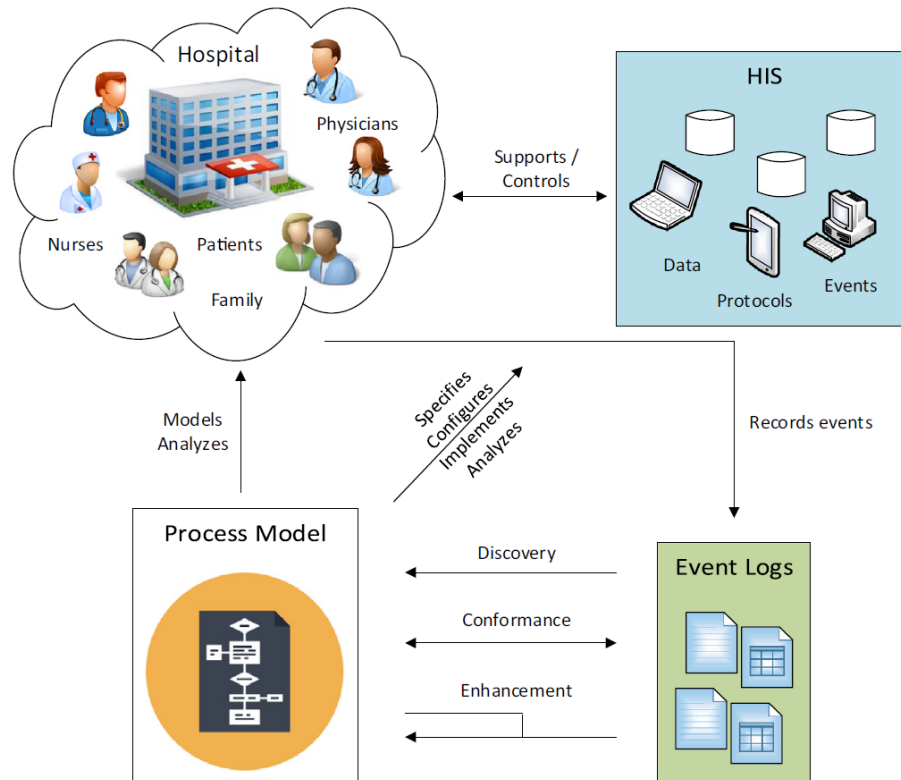 Hospital
Physicians
Nurses
Patients
Family
HIS
Data
Protocols
Events
Supports /
Controls
Models
Analyzes
Specifies
Configures
Implements
Analyzes
Records events
Process Model
Discovery
Conformance
Enhancement
Event Logs